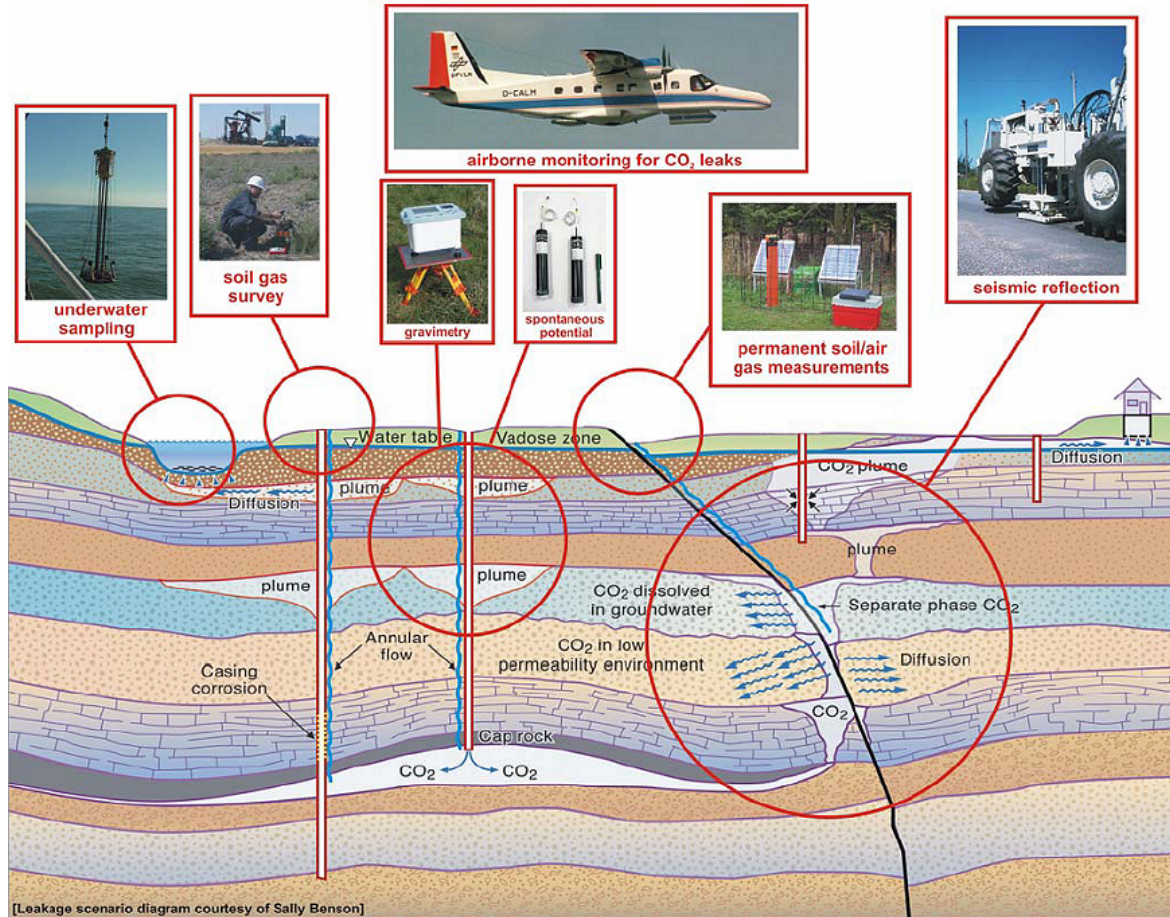 D-CALM
airborne monitoring for CO₂ leaks
underwater
sampling
soil gas
survey
gravimetry
spontaneous
potential
permanent soil/air
gas measurements
seismic reflection
Water table
Vadose zone
CO₂ plume
Diffusion
Diffusion
plume
plume
plume
plume
plume
CO₂ dissolved
in groundwater
Separate phase CO₂
Annular
flow
CO₂ in low
permeability environment
Diffusion
Casing
corrosion
CO₂
Cap rock
CO₂
CO₂
[Leakage scenario diagram courtesy of Sally Benson]